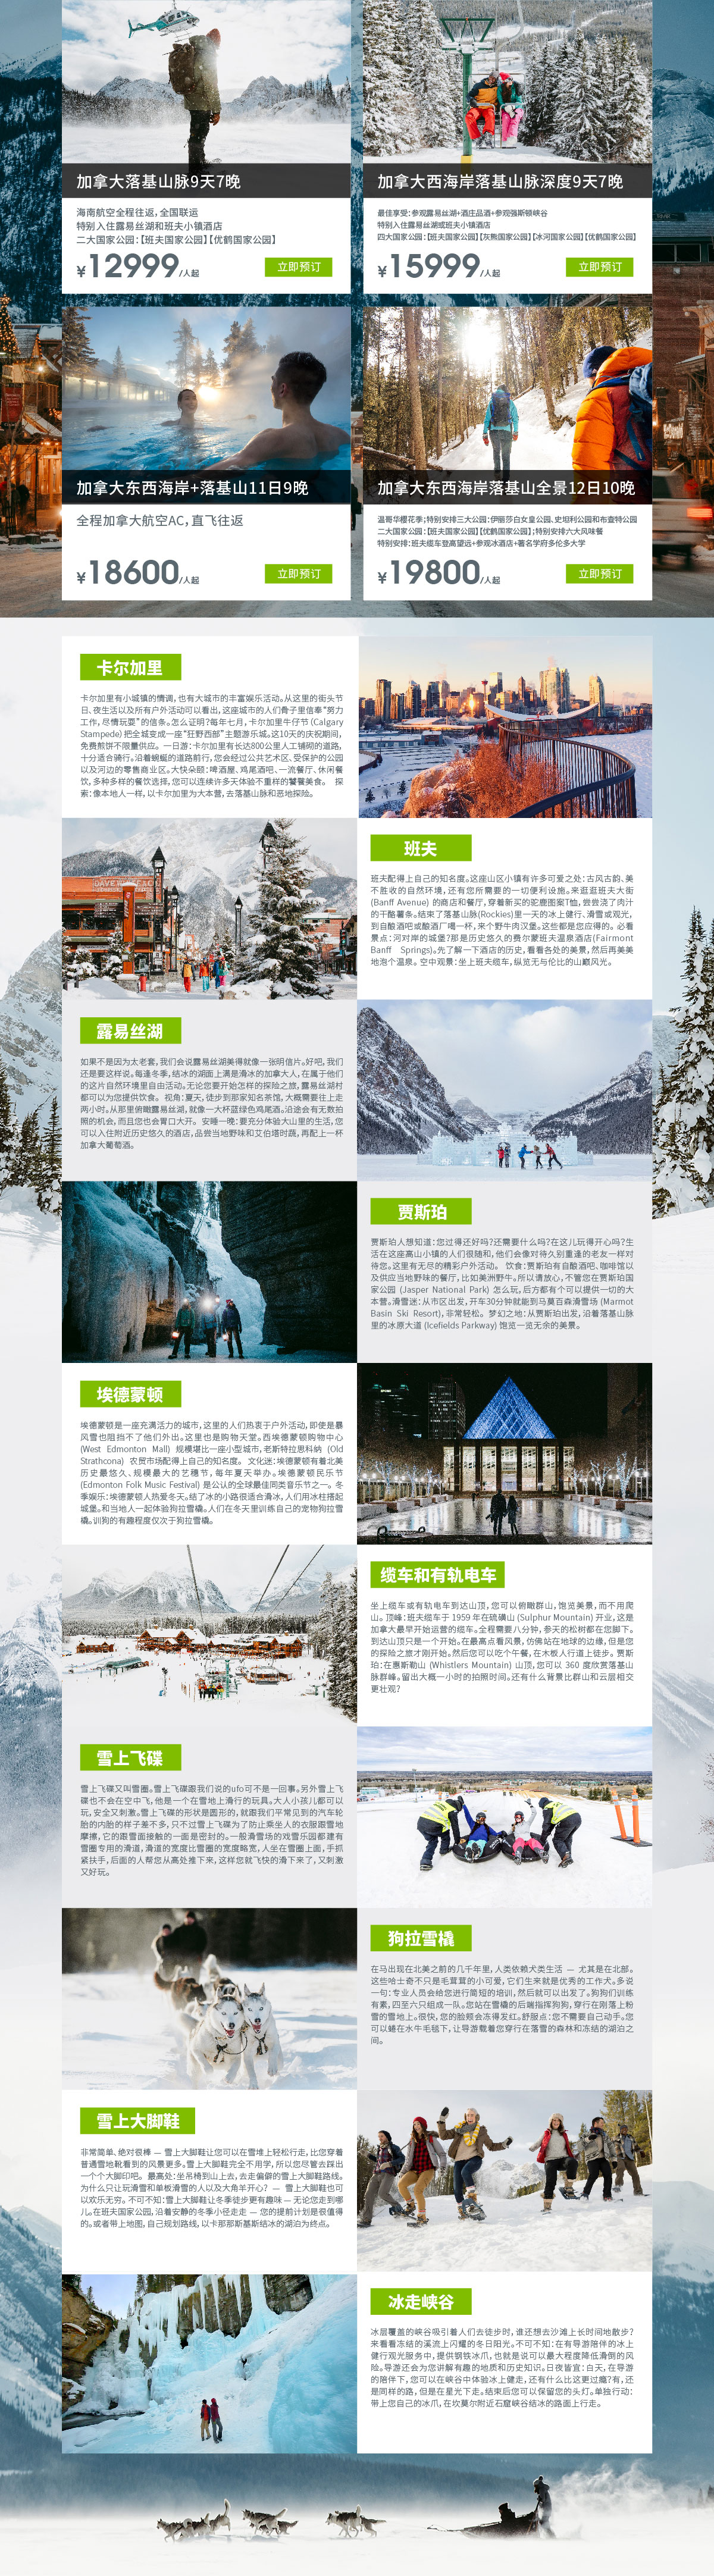 加拿大落基山脉9天7晚
海南航空全程往返，全国联运
特别入住露易丝湖和班夫小镇酒店
二大国家公园：【班夫国家公园】【优鹤国家公园】
¥12999/人起
立即预订
加拿大西海岸落基山脉深度9天7晚
最佳享受：参观露易丝湖+酒庄品酒+参观强斯顿峡谷
特别入住露易丝湖或班夫小镇酒店
四大国家公园：【班夫国家公园】【灰熊国家公园】【冰河国家公园】【优鹤国家公园】
¥15999/人起
立即预订
加拿大东西海岸+落基山11日9晚
全程加拿大航空AC，直飞往返
¥18600/人起
立即预订
加拿大东西海岸落基山全景12日10晚
温哥华樱花季；特别安排三大公园：伊丽莎白女皇公园、史坦利公园和布查特公园
二大国家公园：【班夫国家公园】【优鹤国家公园】；特别安排六大风味餐
特别安排：班夫缆车登高望远+参观冰酒店+著名学府多伦多大学
¥19800/人起
立即预订
卡尔加里
卡尔加里有小城镇的情调，也有大城市的丰富娱乐活动。从这里的街头节
日、夜生活以及所有户外活动可以看出，这座城市的人们骨子里信奉“努力
工作，尽情玩耍”的信条。怎么证明？每年七月，卡尔加里牛仔节（Calgary
Stampede）把全城变成一座“狂野西部”主题游乐城。这10天的庆祝期间，
免费煎饼不限量供应。 一日游：卡尔加里有长达800公里人工铺砌的道路，
十分适合骑行。沿着蜿蜒的道路前行，您会经过公共艺术区、受保护的公园
以及河边的零售商业区。大快朵颐：啤酒屋、鸡尾酒吧、一流餐厅、休闲餐
饮，多种多样的餐饮选择，您可以连续许多天体验不重样的饕餮美食。 探
索：像本地人一样，以卡尔加里为大本营，去落基山脉和恶地探险。
班夫
班夫配得上自己的知名度。这座山区小镇有许多可爱之处：古风古韵、美
不胜收的自然环境，还有您所需要的一切便利设施。来逛逛班夫大街
(Banff Avenue) 的商店和餐厅，穿着新买的驼鹿图案T恤，尝尝浇了肉汁
的干酪薯条。结束了落基山脉(Rockies)里一天的冰上健行、滑雪或观光，
到自酿酒吧或酿酒厂喝一杯，来个野牛肉汉堡。这些都是您应得的。 必看
景点：河对岸的城堡？那是历史悠久的费尔蒙班夫温泉酒店(Fairmont
Banff Springs)。先了解一下酒店的历史，看看各处的美景，然后再美美
地泡个温泉。 空中观景：坐上班夫缆车，纵览无与伦比的山巅风光。
露易丝湖
如果不是因为太老套，我们会说露易丝湖美得就像一张明信片。好吧，我们
还是要这样说。每逢冬季，结冰的湖面上满是滑冰的加拿大人，在属于他们
的这片自然环境里自由活动。无论您要开始怎样的探险之旅，露易丝湖村
都可以为您提供饮食。 视角：夏天，徒步到那家知名茶馆，大概需要往上走
两小时。从那里俯瞰露易丝湖，就像一大杯蓝绿色鸡尾酒。沿途会有无数拍
照的机会，而且您也会胃口大开。 安睡一晚：要充分体验大山里的生活，您
可以入住附近历史悠久的酒店，品尝当地野味和艾伯塔时蔬，再配上一杯
加拿大葡萄酒。
贾斯珀
贾斯珀人想知道：您过得还好吗？还需要什么吗？在这儿玩得开心吗？生
活在这座高山小镇的人们很随和，他们会像对待久别重逢的老友一样对
待您。这里有无尽的精彩户外活动。 饮食：贾斯珀有自酿酒吧、咖啡馆以
及供应当地野味的餐厅，比如美洲野牛。所以请放心，不管您在贾斯珀国
家公园 (Jasper National Park) 怎么玩，后方都有个可以提供一切的大
本营。滑雪迷：从市区出发，开车30分钟就能到马莫百森滑雪场 (Marmot
Basin Ski Resort)，非常轻松。 梦幻之地：从贾斯珀出发，沿着落基山脉
里的冰原大道 (Icefields Parkway) 饱览一览无余的美景。
埃德蒙顿
埃德蒙顿是一座充满活力的城市，这里的人们热衷于户外活动，即使是暴
风雪也阻挡不了他们外出。这里也是购物天堂。西埃德蒙顿购物中心
(West Edmonton Mall) 规模堪比一座小型城市，老斯特拉思科纳 (Old
Strathcona) 农贸市场配得上自己的知名度。 文化迷：埃德蒙顿有着北美
历史最悠久、规模最大的艺穗节，每年夏天举办。埃德蒙顿民乐节
(Edmonton Folk Music Festival) 是公认的全球最佳同类音乐节之一。 冬
季娱乐：埃德蒙顿人热爱冬天。结了冰的小路很适合滑冰，人们用冰柱搭起
城堡。和当地人一起体验狗拉雪橇。人们在冬天里训练自己的宠物狗拉雪
橇。训狗的有趣程度仅次于狗拉雪橇。
缆车和有轨电车
坐上缆车或有轨电车到达山顶，您可以俯瞰群山，饱览美景，而不用爬
山。 顶峰：班夫缆车于 1959 年在硫磺山 (Sulphur Mountain) 开业，这是
加拿大最早开始运营的缆车。全程需要八分钟，参天的松树都在您脚下。
到达山顶只是一个开始。在最高点看风景，仿佛站在地球的边缘，但是您
的探险之旅才刚开始。然后您可以吃个午餐，在木板人行道上徒步。 贾斯
珀：在惠斯勒山 (Whistlers Mountain) 山顶，您可以 360 度欣赏落基山
脉群峰。留出大概一小时的拍照时间。还有什么背景比群山和云层相交
更壮观？
雪上飞碟
雪上飞碟又叫雪圈。雪上飞碟跟我们说的ufo可不是一回事。另外雪上飞
碟也不会在空中飞，他是一个在雪地上滑行的玩具。大人小孩儿都可以
玩，安全又刺激。雪上飞碟的形状是圆形的，就跟我们平常见到的汽车轮
胎的内胎的样子差不多，只不过雪上飞碟为了防止乘坐人的衣服跟雪地
摩擦，它的跟雪面接触的一面是密封的。一般滑雪场的戏雪乐园都建有
雪圈专用的滑道，滑道的宽度比雪圈的宽度略宽，人坐在雪圈上面，手抓
紧扶手，后面的人帮您从高处推下来，这样您就飞快的滑下来了，又刺激
又好玩。
狗拉雪橇
在马出现在北美之前的几千年里，人类依赖犬类生活 — 尤其是在北部。
这些哈士奇不只是毛茸茸的小可爱，它们生来就是优秀的工作犬。多说
一句：专业人员会给您进行简短的培训，然后就可以出发了。狗狗们训练
有素，四至六只组成一队。您站在雪橇的后端指挥狗狗，穿行在刚落上粉
雪的雪地上。很快，您的脸颊会冻得发红。舒服点：您不需要自己动手。您
可以蜷在水牛毛毯下，让导游载着您穿行在落雪的森林和冻结的湖泊之
间。
雪上大脚鞋
非常简单、绝对很棒 — 雪上大脚鞋让您可以在雪堆上轻松行走，比您穿着
普通雪地靴看到的风景更多。雪上大脚鞋完全不用学，所以您尽管去踩出
一个个大脚印吧。 最高处：坐吊椅到山上去，去走偏僻的雪上大脚鞋路线。
为什么只让玩滑雪和单板滑雪的人以及大角羊开心？ — 雪上大脚鞋也可
以欢乐无穷。 不可不知：雪上大脚鞋让冬季徒步更有趣味 — 无论您走到哪
儿。在班夫国家公园，沿着安静的冬季小径走走 — 您的提前计划是很值得
的。或者带上地图，自己规划路线，以卡那那斯基斯结冰的湖泊为终点。
冰走峡谷
冰层覆盖的峡谷吸引着人们去徒步时，谁还想去沙滩上长时间地散步？
来看看冻结的溪流上闪耀的冬日阳光。不可不知：在有导游陪伴的冰上
健行观光服务中，提供钢铁冰爪，也就是说可以最大程度降低滑倒的风
险。导游还会为您讲解有趣的地质和历史知识。日夜皆宜：白天，在导游
的陪伴下，您可以在峡谷中体验冰上健走，还有什么比这更过瘾？有，还
是同样的路，但是在星光下走。结束后您可以保留您的头灯。单独行动：
带上您自己的冰爪，在坎莫尔附近石窟峡谷结冰的路面上行走。